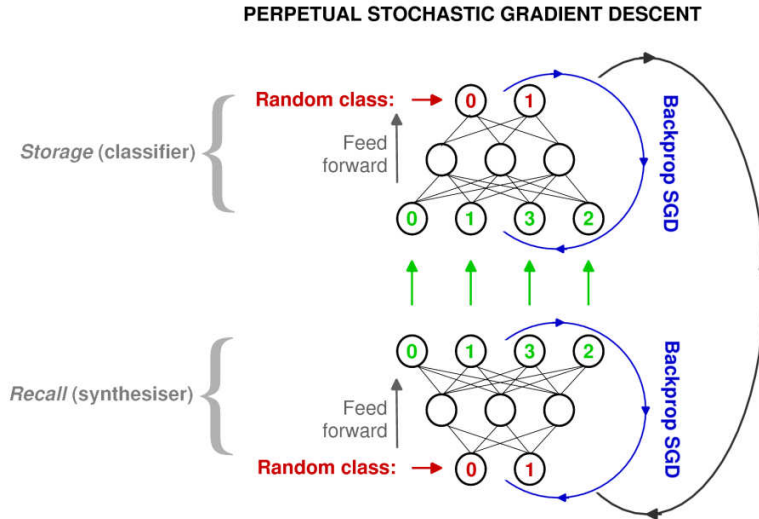 PERPETUAL STOCHASTIC GRADIENT DESCENT
Random class: 0 1
Feed
forward
Storage (classifier)
0 1 3 2
Backprop SGD
0 1 3 2
Recall (synthesiser)
Feed
forward
Random class: 0 1
Backprop SGD